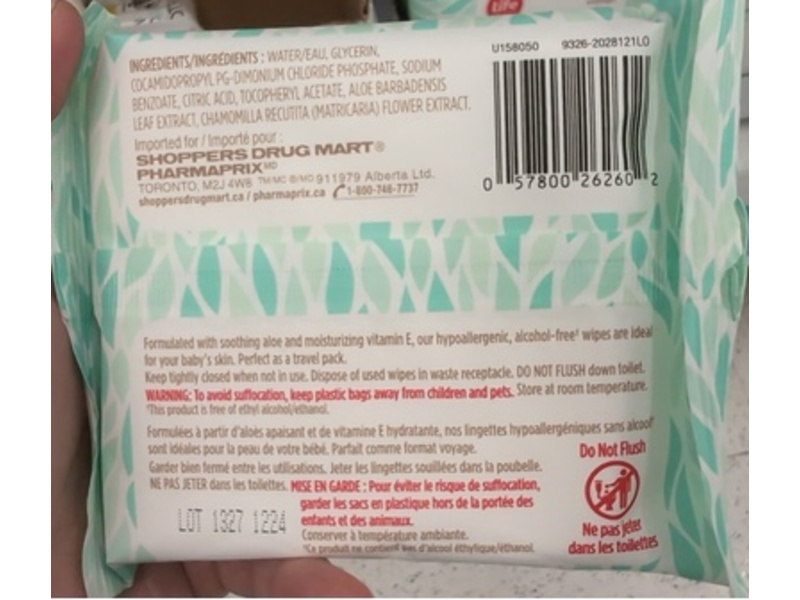 life
U158050 9326-2028121L0
INGREDIENTS/INGRÉDIENTS : WATER/EAU, GLYCERIN,
COCAMIDOPROPYL PG-DIMONIUM CHLORIDE PHOSPHATE, SODIUM
BENZOATE, CITRIC ACID, TOCOPHERYL ACETATE, ALOE BARBADENSIS
LEAF EXTRACT, CHAMOMILLA RECUTITA (MATRICARIA) FLOWER EXTRACT.
Imported for / Importé pour :
SHOPPERS DRUG MART®
PHARMAPRIX MD
TORONTO, M2J 4W8 TM/MC ®/MD 911979 Alberta Ltd.
shoppersdrugmart.ca / pharmaprix.ca 1-800-746-7737
0 57800 26260 2
Formulated with soothing aloe and moisturizing vitamin E, our hypoallergenic, alcohol-free† wipes are ideal
for your baby's skin. Perfect as a travel pack.
Keep tightly closed when not in use. Dispose of used wipes in waste receptacle. DO NOT FLUSH down toilet.
WARNING: To avoid suffocation, keep plastic bags away from children and pets. Store at room temperature.
†This product is free of ethyl alcohol/ethanol.
Formulées à partir d'aloès apaisant et de vitamine E hydratante, nos lingettes hypoallergéniques sans alcool†
sont idéales pour la peau de votre bébé. Parfait comme format voyage.
Garder bien fermé entre les utilisations. Jeter les lingettes souillées dans la poubelle.
NE PAS JETER dans les toilettes. MISE EN GARDE : Pour éviter le risque de suffocation,
garder les sacs en plastique hors de la portée des
enfants et des animaux.
Conserver à température ambiante.
†Ce produit ne contient pas d'alcool éthylique/éthanol.
LOT 1327 1224
Do Not Flush
Ne pas jeter
dans les toilettes